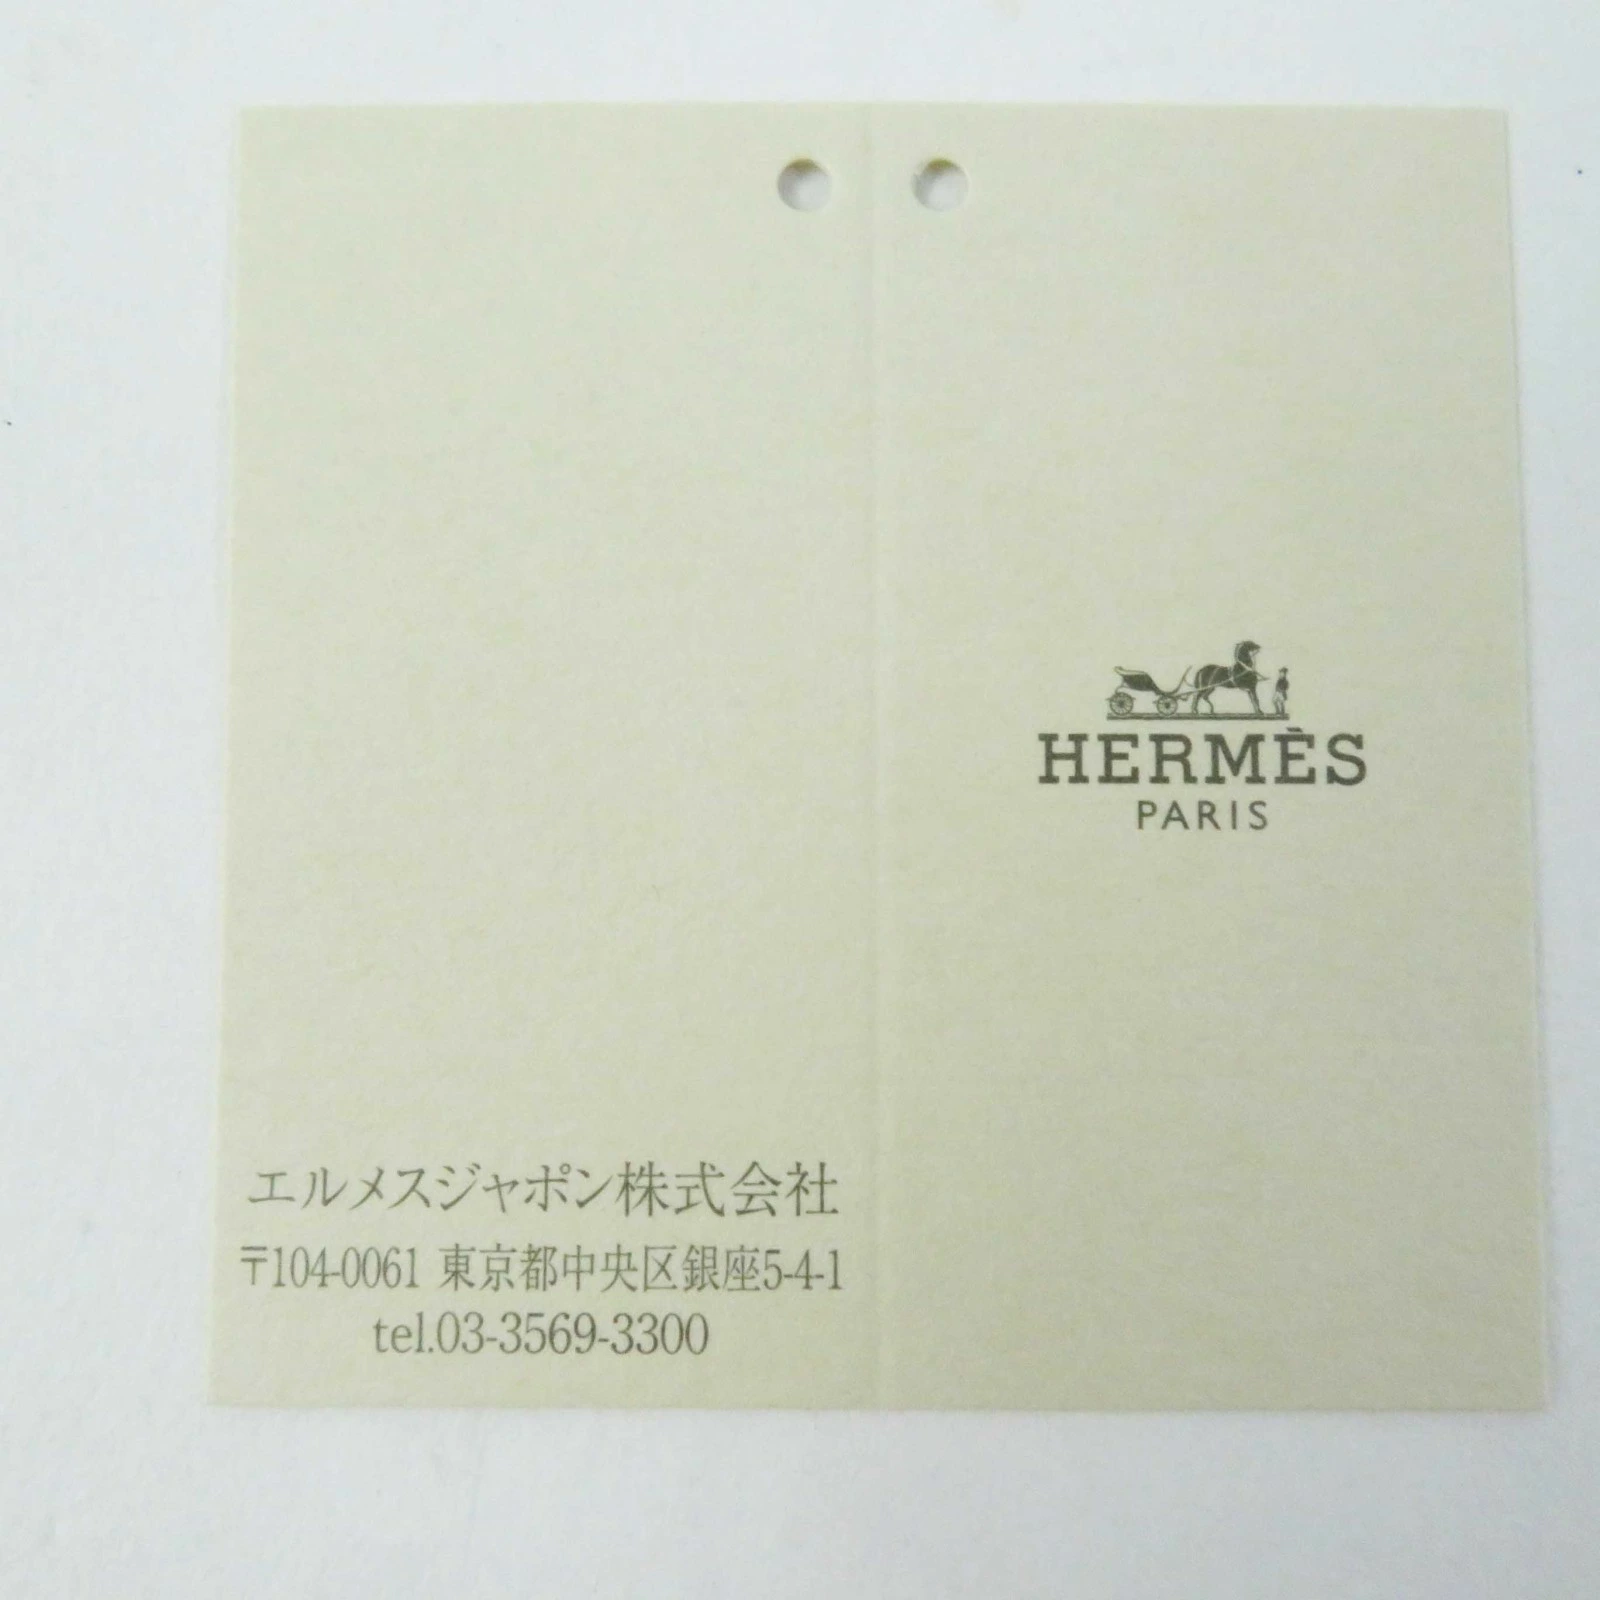 HERMÈS
PARIS
エルメスジャポン株式会社
〒104-0061 東京都中央区銀座5-4-1
tel.03-3569-3300